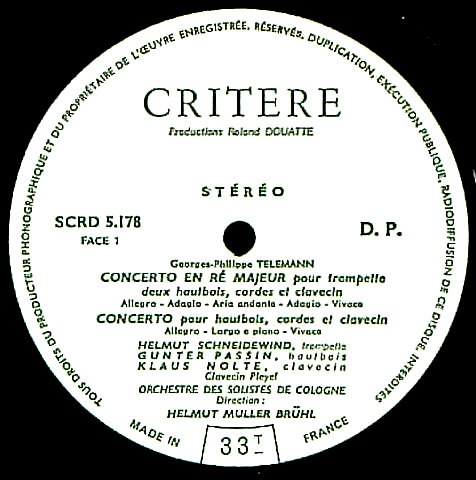 TOUS DROITS DU PRODUCTEUR PHONOGRAPHIQUE ET DU PROPRIÉTAIRE DE L'ŒUVRE ENREGISTRÉE, RÉSERVÉS, DUPLICATION, EXÉCUTION PUBLIQUE, RADIODIFFUSION DE CE DISQUE, INTERDITES
CRITERE
Productions Roland DOUATTE
STÉRÉO
SCRD 5.178
FACE 1
D. P.
Georges-Philippe TELEMANN
CONCERTO EN RÉ MAJEUR pour trompette
deux hautbois, cordes et clavecin
Allegro - Adagio - Aria andante - Adagio - Vivace
CONCERTO pour hautbois, cordes et clavecin
Allegro - Largo e piano - Vivace
HELMUT SCHNEIDEWIND, trompette
GUNTER PASSIN, hautbois
KLAUS NOLTE, clavecin
Clavecin Pleyel
ORCHESTRE DES SOLISTES DE COLOGNE
Direction :
HELMUT MULLER BRÜHL
MADE IN FRANCE
33 T